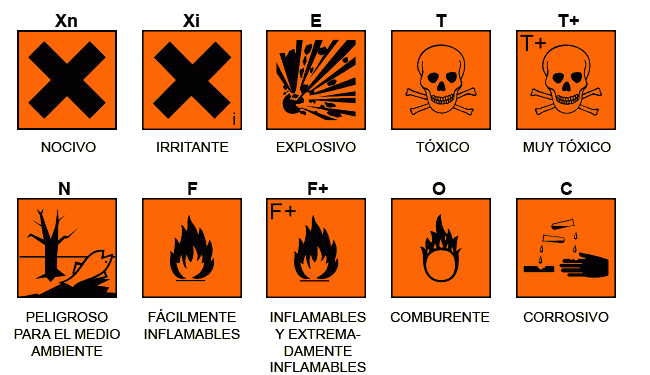 Xn Xi E T T+
T+
i
NOCIVO IRRITANTE EXPLOSIVO TÓXICO MUY TÓXICO
N F F+ O C
F+
PELIGROSO FÁCILMENTE INFLAMABLES COMBURENTE CORROSIVO
PARA EL MEDIO INFLAMABLES Y EXTREMA-
AMBIENTE DAMENTE
INFLAMABLES